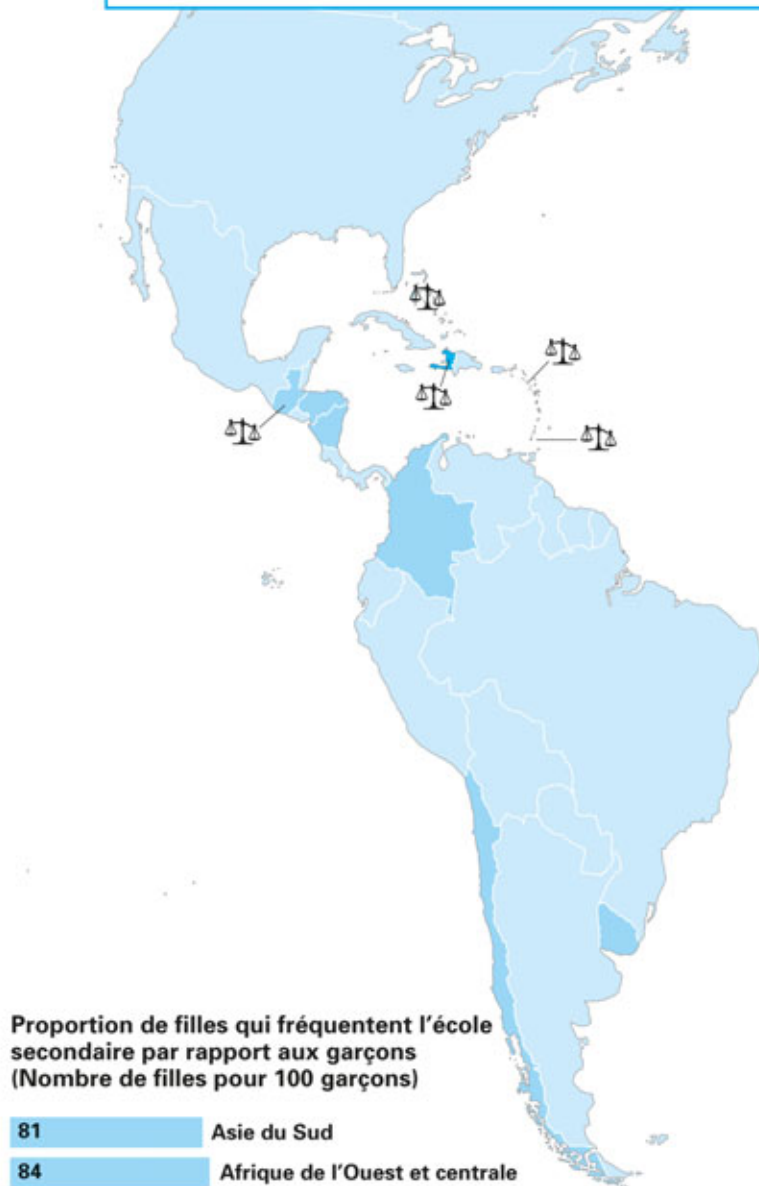 Proportion de filles qui fréquentent l'école
secondaire par rapport aux garçons
(Nombre de filles pour 100 garçons)
81 Asie du Sud
84 Afrique de l'Ouest et centrale